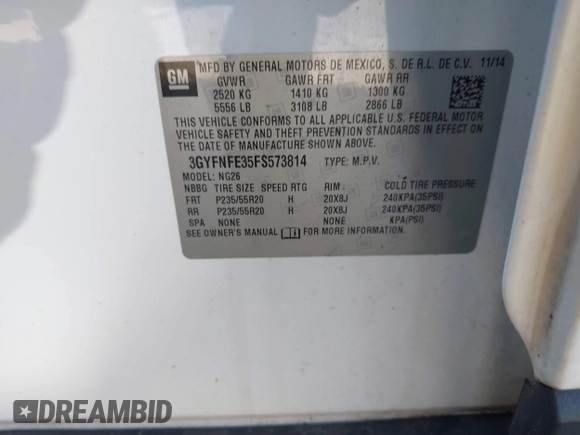 GM
MFD BY GENERAL MOTORS DE MEXICO, S. DE R.L. DE C.V. 11/14
GVWR GAWR FRT GAWR RR
2520 KG 1410 KG 1300 KG
5556 LB 3108 LB 2866 LB
THIS VEHICLE CONFORMS TO ALL APPLICABLE U.S. FEDERAL MOTOR
VEHICLE SAFETY AND THEFT PREVENTION STANDARDS IN EFFECT ON
THE DATE OF MANUFACTURE SHOWN ABOVE.
3GYFNFE35FS573814 TYPE: M.P.V.
MODEL: NG26
NBBG TIRE SIZE SPEED RTG RIM COLD TIRE PRESSURE
FRT P235/55R20 H 20X8J 240KPA(35PSI)
RR P235/55R20 H 20X8J 240KPA(35PSI)
SPA NONE NONE KPA(PSI)
SEE OWNER'S MANUAL FOR MORE INFORMATION.
DREAMBID